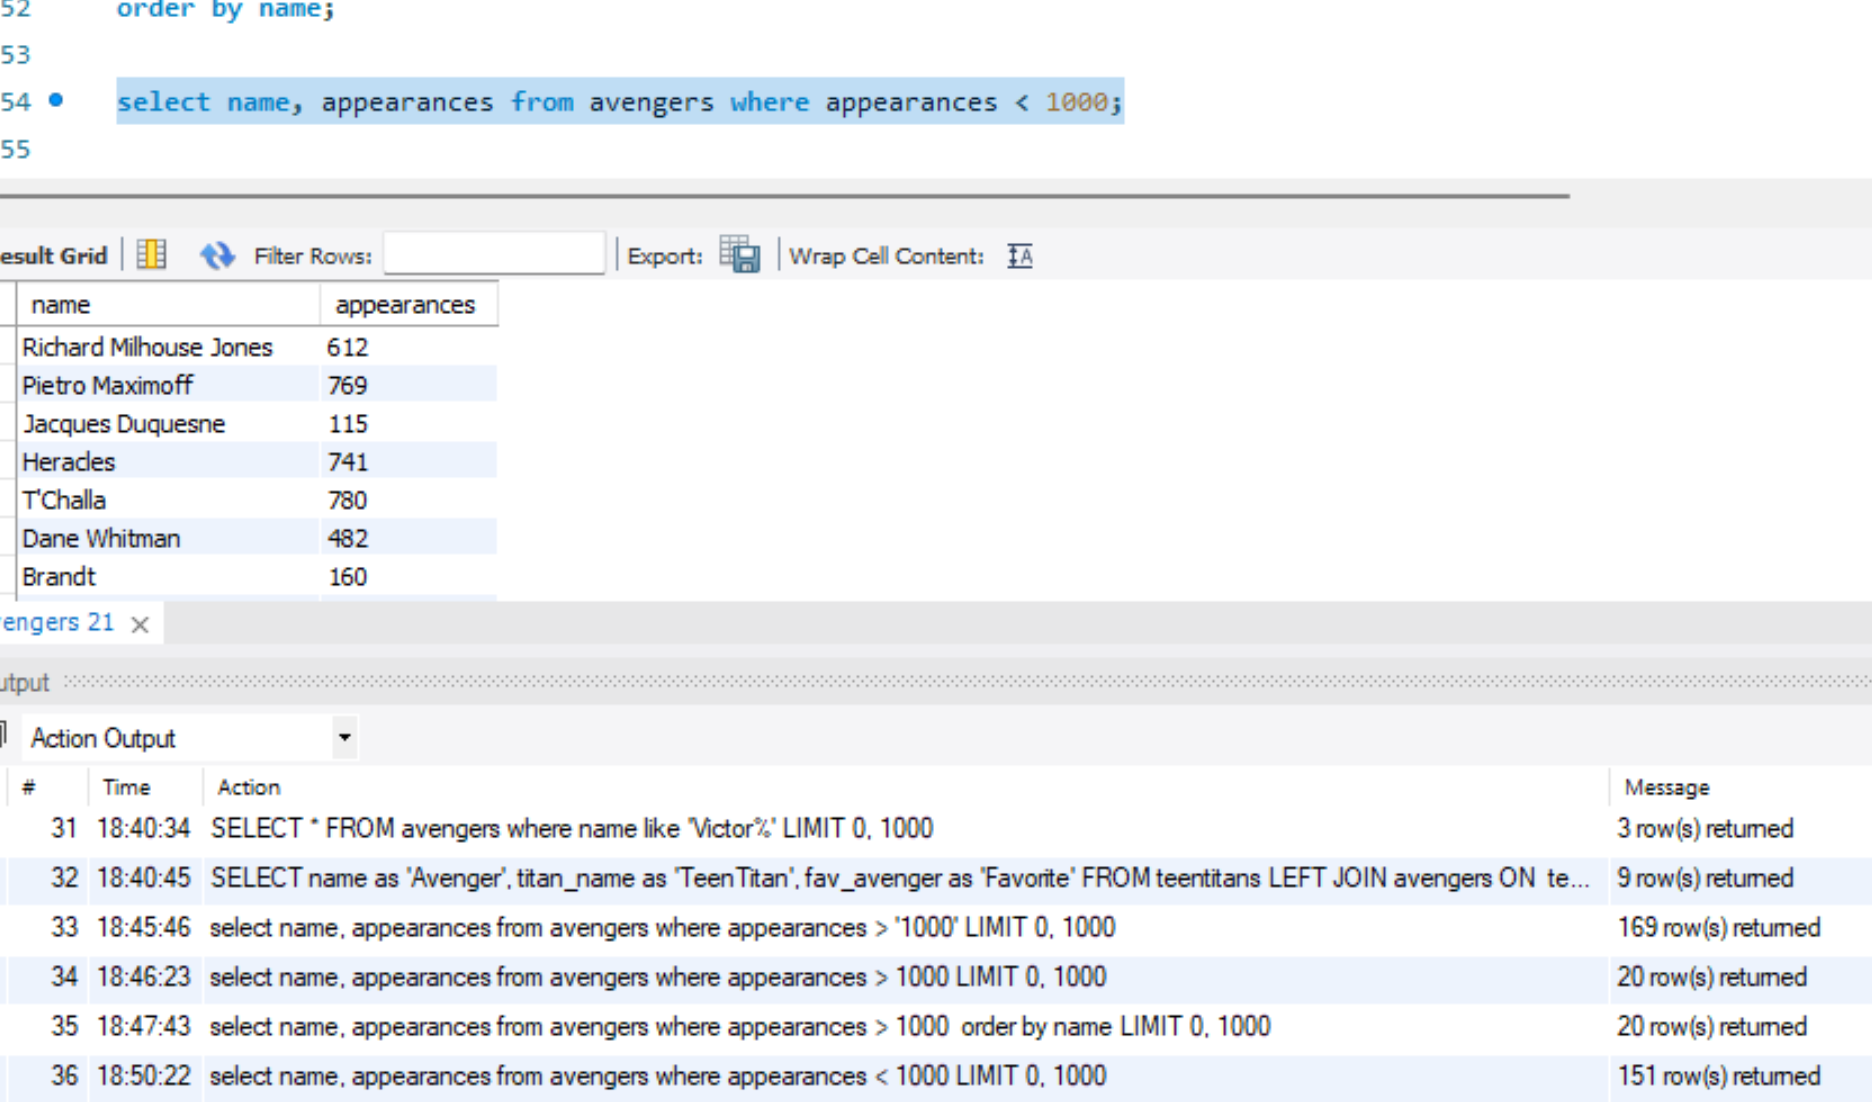 52 order by name;
53
54 select name, appearances from avengers where appearances < 1000;
55
esult Grid Filter Rows: Export: Wrap Cell Content: IA
name appearances
Richard Milhouse Jones 612
Pietro Maximoff 769
Jacques Duquesne 115
Heracles 741
T'Challa 780
Dane Whitman 482
Brandt 160
engers 21 ×
utput
Action Output
# Time Action Message
31 18:40:34 SELECT * FROM avengers where name like 'Victor%' LIMIT 0, 1000 3 row(s) returned
32 18:40:45 SELECT name as 'Avenger', titan_name as 'TeenTitan', fav_avenger as 'Favorite' FROM teentitans LEFT JOIN avengers ON te... 9 row(s) returned
33 18:45:46 select name, appearances from avengers where appearances > '1000' LIMIT 0, 1000 169 row(s) returned
34 18:46:23 select name, appearances from avengers where appearances > 1000 LIMIT 0, 1000 20 row(s) returned
35 18:47:43 select name, appearances from avengers where appearances > 1000 order by name LIMIT 0, 1000 20 row(s) returned
36 18:50:22 select name, appearances from avengers where appearances < 1000 LIMIT 0, 1000 151 row(s) returned